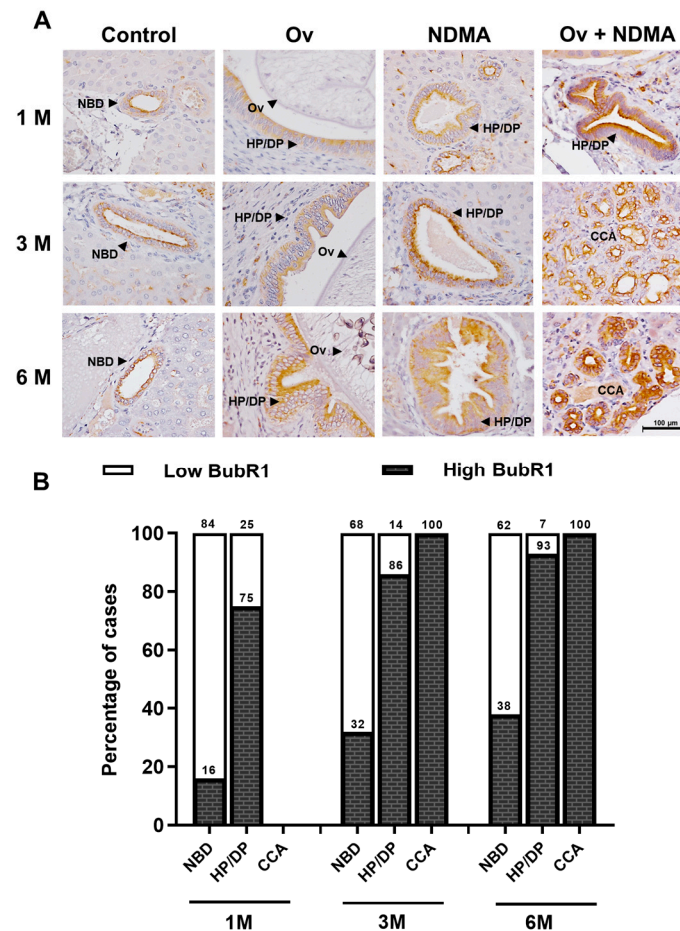 A
Control Ov NDMA Ov + NDMA
1 M
NBD
Ov
HP/DP
HP/DP
HP/DP
3 M
NBD
HP/DP
Ov
HP/DP
CCA
6 M
NBD
Ov
HP/DP
HP/DP
CCA
100 μm
B
Low BubR1 High BubR1
84 25 68 14 100 62 7 100
75 86 93
16 32 38
Percentage of cases
100
80
60
40
20
0
NBD HP/DP CCA NBD HP/DP CCA NBD HP/DP CCA
1M 3M 6M